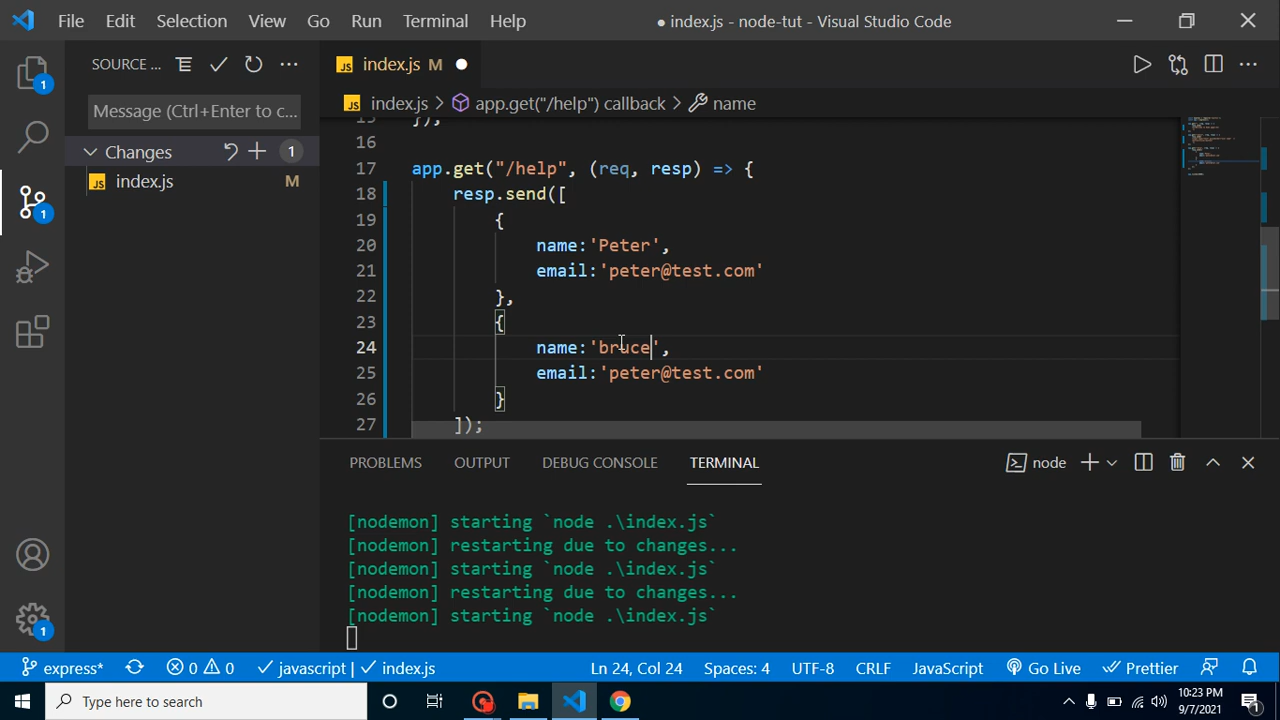 File Edit Selection View Go Run Terminal Help ● index.js - node-tut - Visual Studio Code
SOURCE ...
Message (Ctrl+Enter to c...
Changes 1
index.js M
index.js M
index.js > app.get("/help") callback > name
15 });
16
17 app.get("/help", (req, resp) => {
18 resp.send([
19 {
20 name:'Peter',
21 email:'peter@test.com'
22 },
23 {
24 name:'bruce',
25 email:'peter@test.com'
26 }
27 ]);
PROBLEMS OUTPUT DEBUG CONSOLE TERMINAL node
[nodemon] starting `node .\index.js`
[nodemon] restarting due to changes...
[nodemon] starting `node .\index.js`
[nodemon] restarting due to changes...
[nodemon] starting `node .\index.js`
1
1
1
express* 0 0 javascript | index.js Ln 24, Col 24 Spaces: 4 UTF-8 CRLF JavaScript Go Live Prettier
Type here to search
10:23 PM
9/7/2021
1